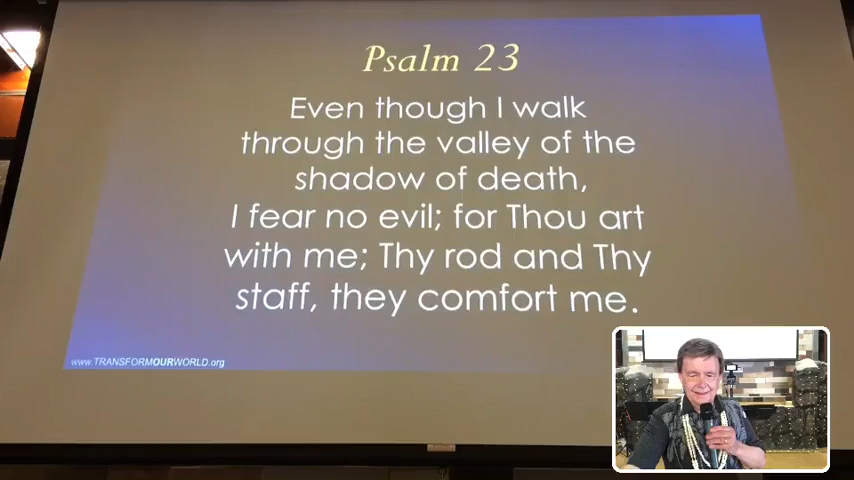 Psalm 23
Even though I walk
through the valley of the
shadow of death,
I fear no evil; for Thou art
with me; Thy rod and Thy
staff, they comfort me.
www.TRANSFORMOURWORLD.org